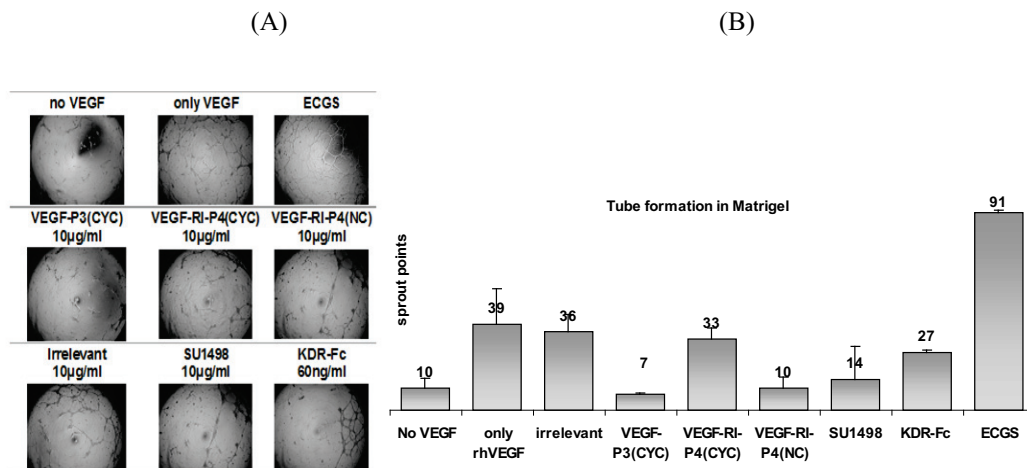 (A)
(B)
no VEGF only VEGF ECGS
VEGF-P3(CYC) VEGF-RI-P4(CYC) VEGF-RI-P4(NC)
10µg/ml 10µg/ml 10µg/ml
Irrelevant SU1498 KDR-Fc
10µg/ml 10µg/ml 60ng/ml
Tube formation in Matrigel
sprout points
10 39 36 7 33 10 14 27 91
No VEGF only irrelevant VEGF- VEGF-RI- VEGF-RI- SU1498 KDR-Fc ECGS
rhVEGF P3(CYC) P4(CYC) P4(NC)